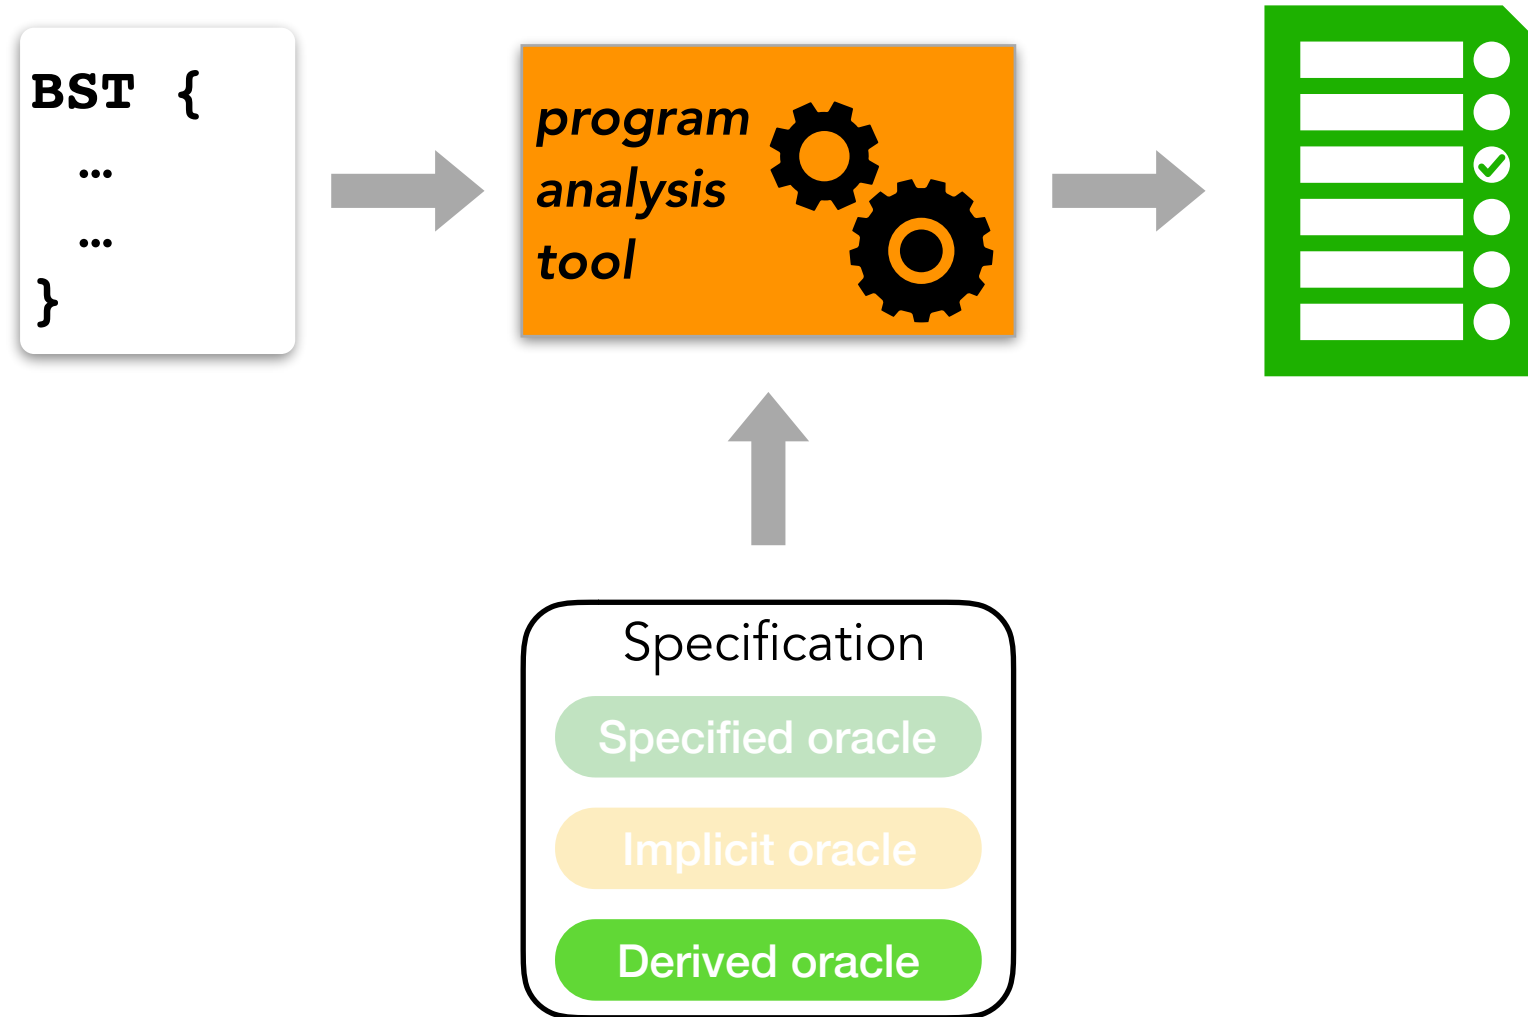 BST {
…
…
}
program
analysis
tool
Specification
Specified oracle
Implicit oracle
Derived oracle